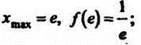 x_max = e, f(e) = 1/e;